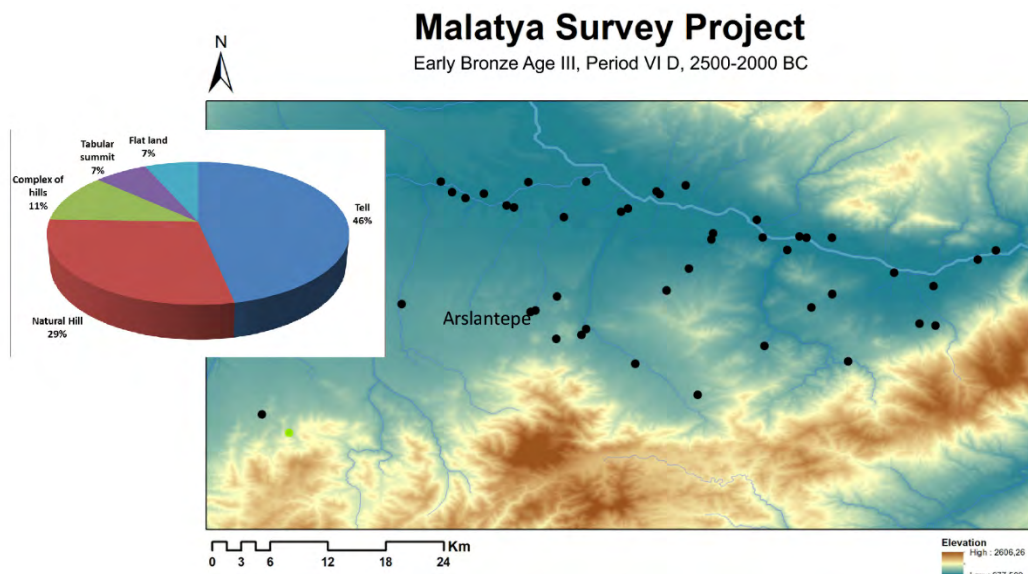 Malatya Survey Project
Early Bronze Age III, Period VI D, 2500-2000 BC
N
Flat land
7%
Tabular
summit
7%
Complex of
hills
11%
Tell
46%
Natural Hill
29%
Arslantepe
Km
0 3 6 12 18 24
Elevation
High : 2606,26